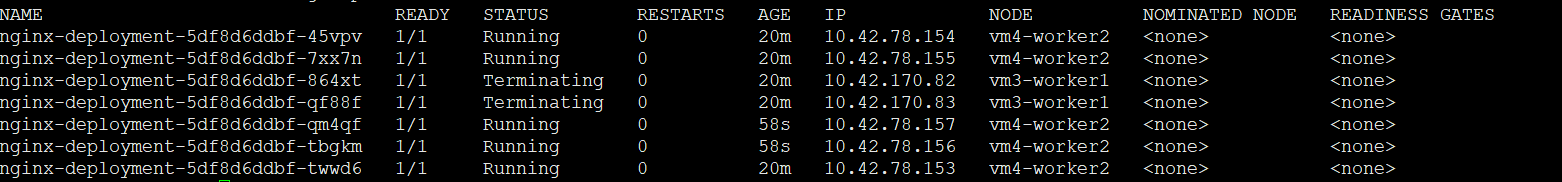 NAME READY STATUS RESTARTS AGE IP NODE NOMINATED NODE READINESS GATES
nginx-deployment-5df8d6ddbf-45vpv 1/1 Running 0 20m 10.42.78.154 vm4-worker2 <none> <none>
nginx-deployment-5df8d6ddbf-7xx7n 1/1 Running 0 20m 10.42.78.155 vm4-worker2 <none> <none>
nginx-deployment-5df8d6ddbf-864xt 1/1 Terminating 0 20m 10.42.170.82 vm3-worker1 <none> <none>
nginx-deployment-5df8d6ddbf-qf88f 1/1 Terminating 0 20m 10.42.170.83 vm3-worker1 <none> <none>
nginx-deployment-5df8d6ddbf-qm4qf 1/1 Running 0 58s 10.42.78.157 vm4-worker2 <none> <none>
nginx-deployment-5df8d6ddbf-tbgkm 1/1 Running 0 58s 10.42.78.156 vm4-worker2 <none> <none>
nginx-deployment-5df8d6ddbf-twwd6 1/1 Running 0 20m 10.42.78.153 vm4-worker2 <none> <none>